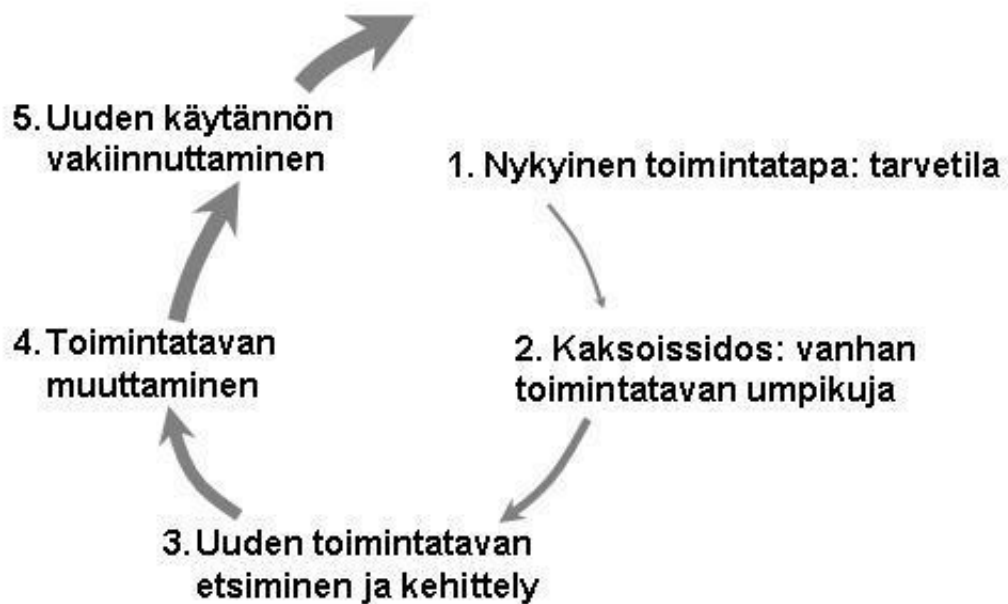 1. Nykyinen toimintatapa: tarvetila
2. Kaksoissidos: vanhan
toimintatavan umpikuja
3. Uuden toimintatavan
etsiminen ja kehittely
4. Toimintatavan
muuttaminen
5. Uuden käytännön
vakiinnuttaminen